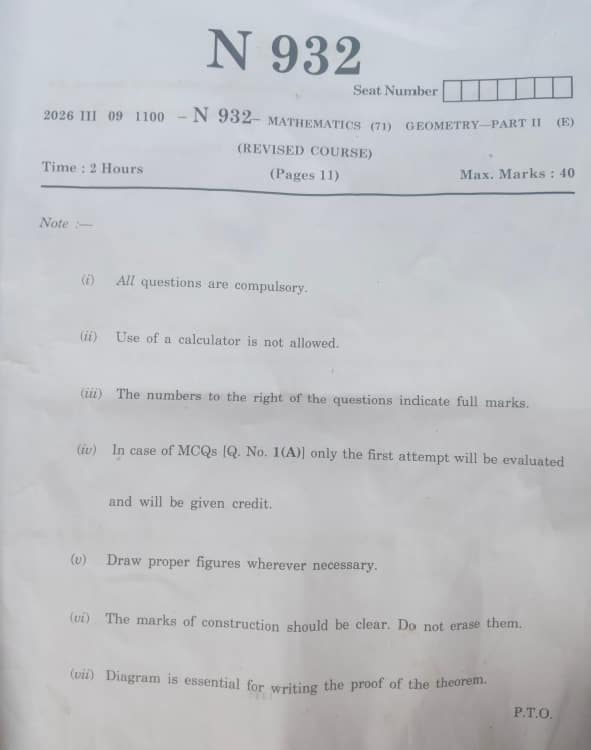 N 932
Seat Number
2026 III 09 1100 – N 932– MATHEMATICS (71) GEOMETRY—PART II (E)
(REVISED COURSE)
Time : 2 Hours (Pages 11) Max. Marks : 40
Note :—
(i) All questions are compulsory.
(ii) Use of a calculator is not allowed.
(iii) The numbers to the right of the questions indicate full marks.
(iv) In case of MCQs [Q. No. 1(A)] only the first attempt will be evaluated
and will be given credit.
(v) Draw proper figures wherever necessary.
(vi) The marks of construction should be clear. Do not erase them.
(vii) Diagram is essential for writing the proof of the theorem.
P.T.O.